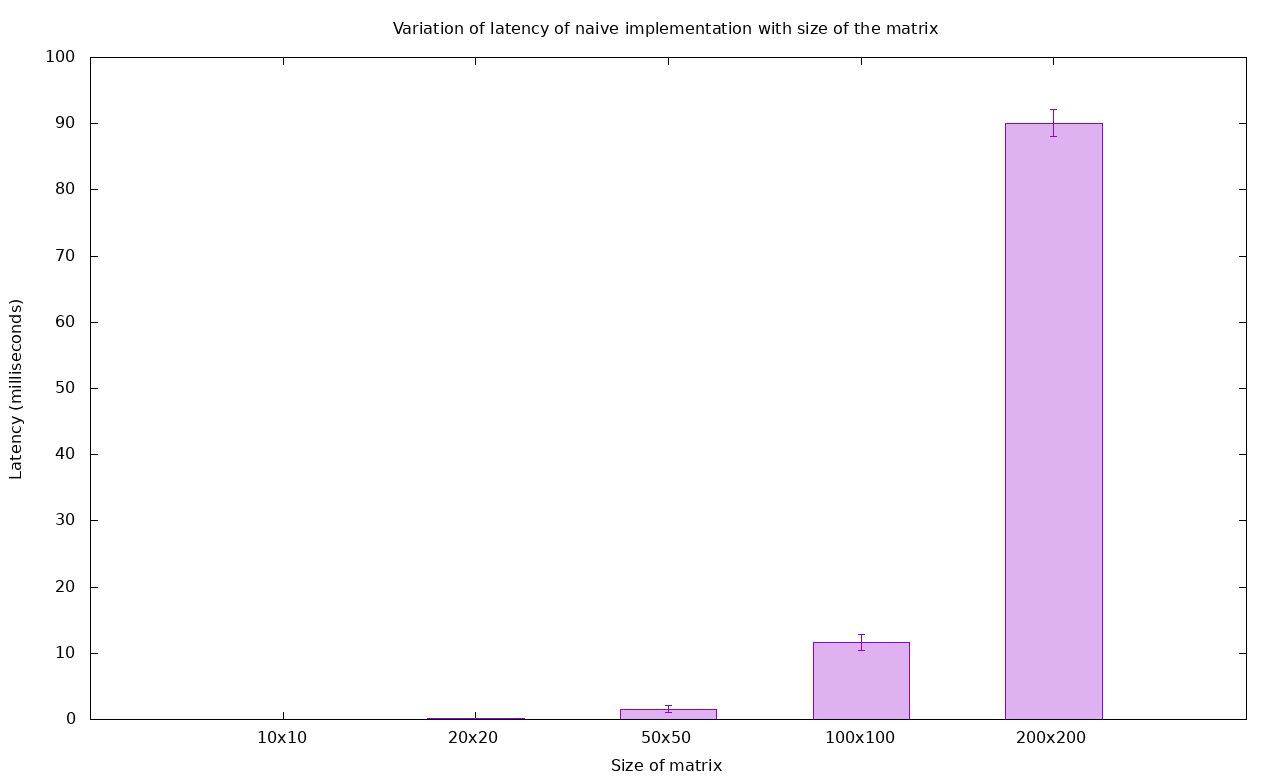 Variation of latency of naive implementation with size of the matrix
100
90
80
70
60
50
40
30
20
10
0
Latency (milliseconds)
10x10 20x20 50x50 100x100 200x200
Size of matrix